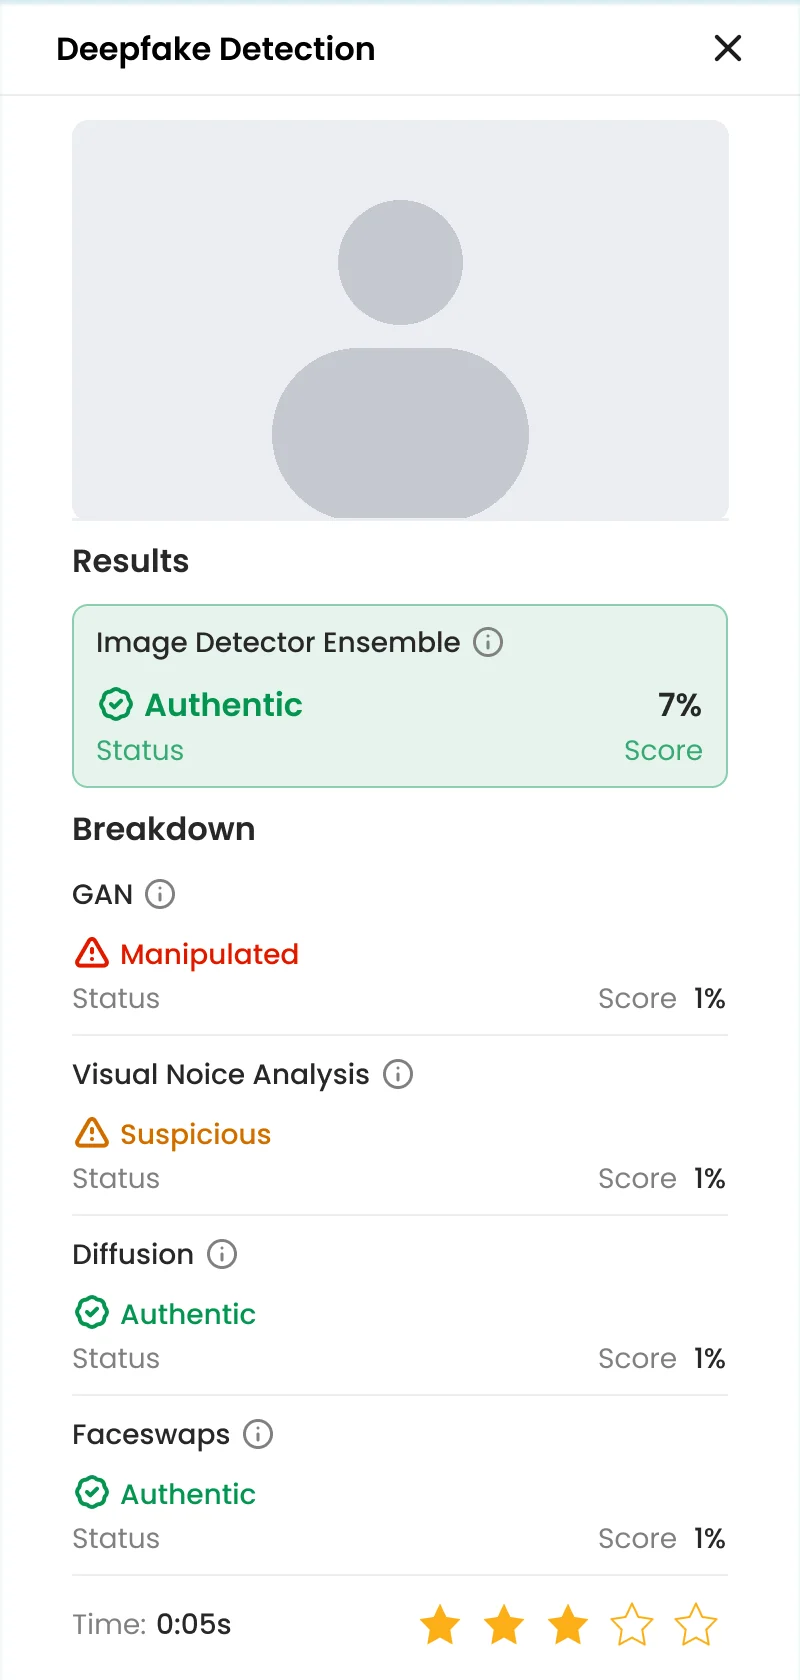 Deepfake Detection
Results
Image Detector Ensemble
Authentic 7%
Status Score
Breakdown
GAN
Manipulated
Status Score 1%
Visual Noice Analysis
Suspicious
Status Score 1%
Diffusion
Authentic
Status Score 1%
Faceswaps
Authentic
Status Score 1%
Time: 0:05s